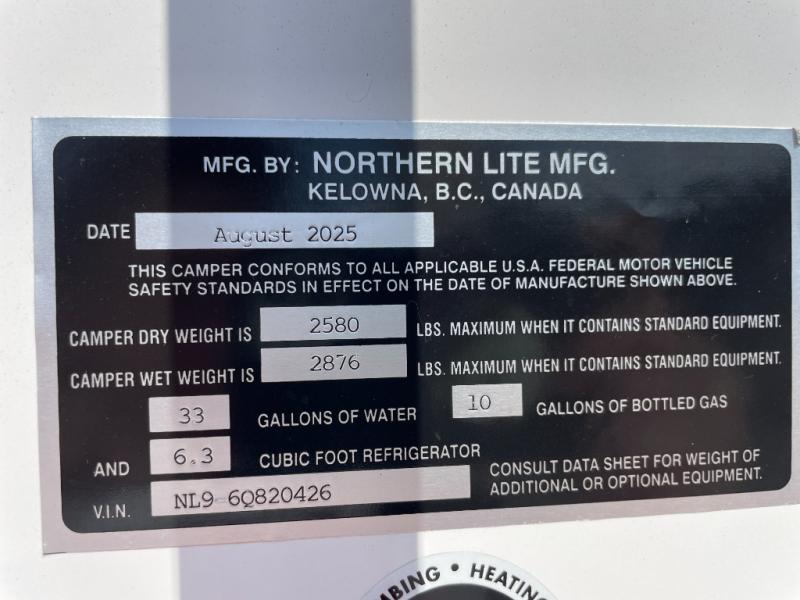 MFG. BY: NORTHERN LITE MFG.
KELOWNA, B.C., CANADA
DATE August 2025
THIS CAMPER CONFORMS TO ALL APPLICABLE U.S.A. FEDERAL MOTOR VEHICLE
SAFETY STANDARDS IN EFFECT ON THE DATE OF MANUFACTURE SHOWN ABOVE.
CAMPER DRY WEIGHT IS 2580 LBS. MAXIMUM WHEN IT CONTAINS STANDARD EQUIPMENT.
CAMPER WET WEIGHT IS 2876 LBS. MAXIMUM WHEN IT CONTAINS STANDARD EQUIPMENT.
33 GALLONS OF WATER 10 GALLONS OF BOTTLED GAS
AND 6.3 CUBIC FOOT REFRIGERATOR
CONSULT DATA SHEET FOR WEIGHT OF
ADDITIONAL OR OPTIONAL EQUIPMENT.
V.I.N. NL9-6Q820426
• HEATING